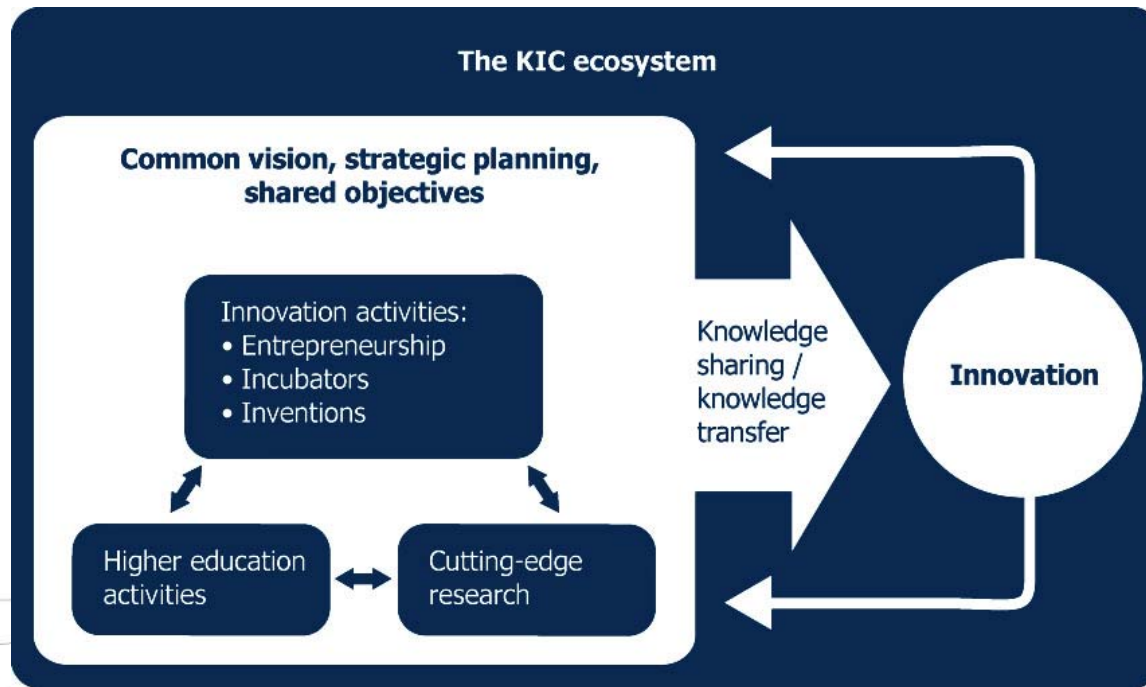 The KIC ecosystem
Common vision, strategic planning,
shared objectives
Innovation activities:
• Entrepreneurship
• Incubators
• Inventions
Higher education
activities
Cutting-edge
research
Knowledge
sharing /
knowledge
transfer
Innovation